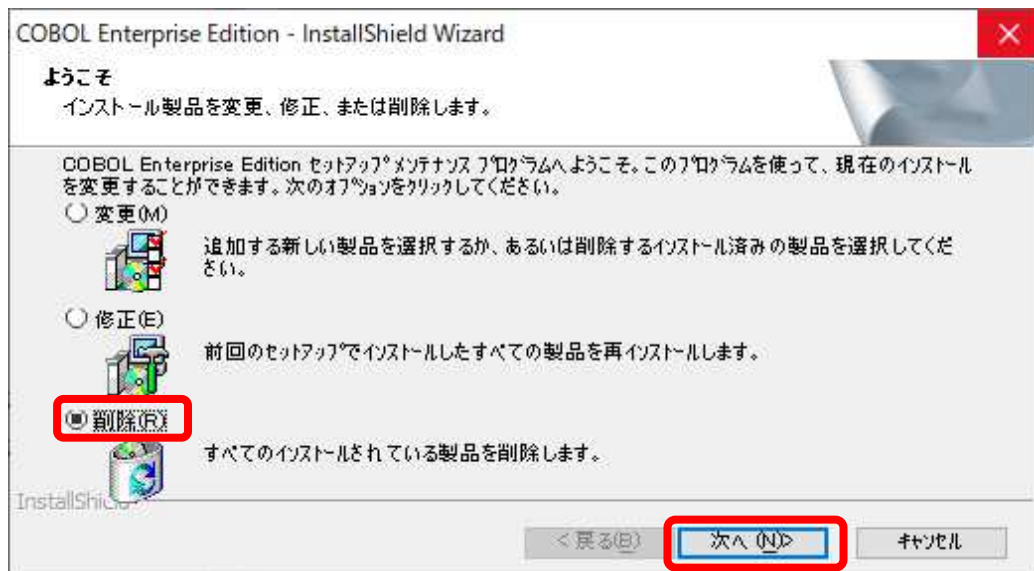 COBOL Enterprise Edition - InstallShield Wizard
ようこそ
インストール製品を変更、修正、または削除します。
COBOL Enterprise Edition セットアップ メンテナンス プログラムへようこそ。このプログラムを使って、現在のインストール
を変更することができます。次のオプションをクリックしてください。
変更(M)
追加する新しい製品を選択するか、あるいは削除するインストール済みの製品を選択してくだ
さい。
修正(E)
前回のセットアップでインストールしたすべての製品を再インストールします。
削除(R)
すべてのインストールされている製品を削除します。
InstallShield
< 戻る(B) 次へ (N)> キャンセル